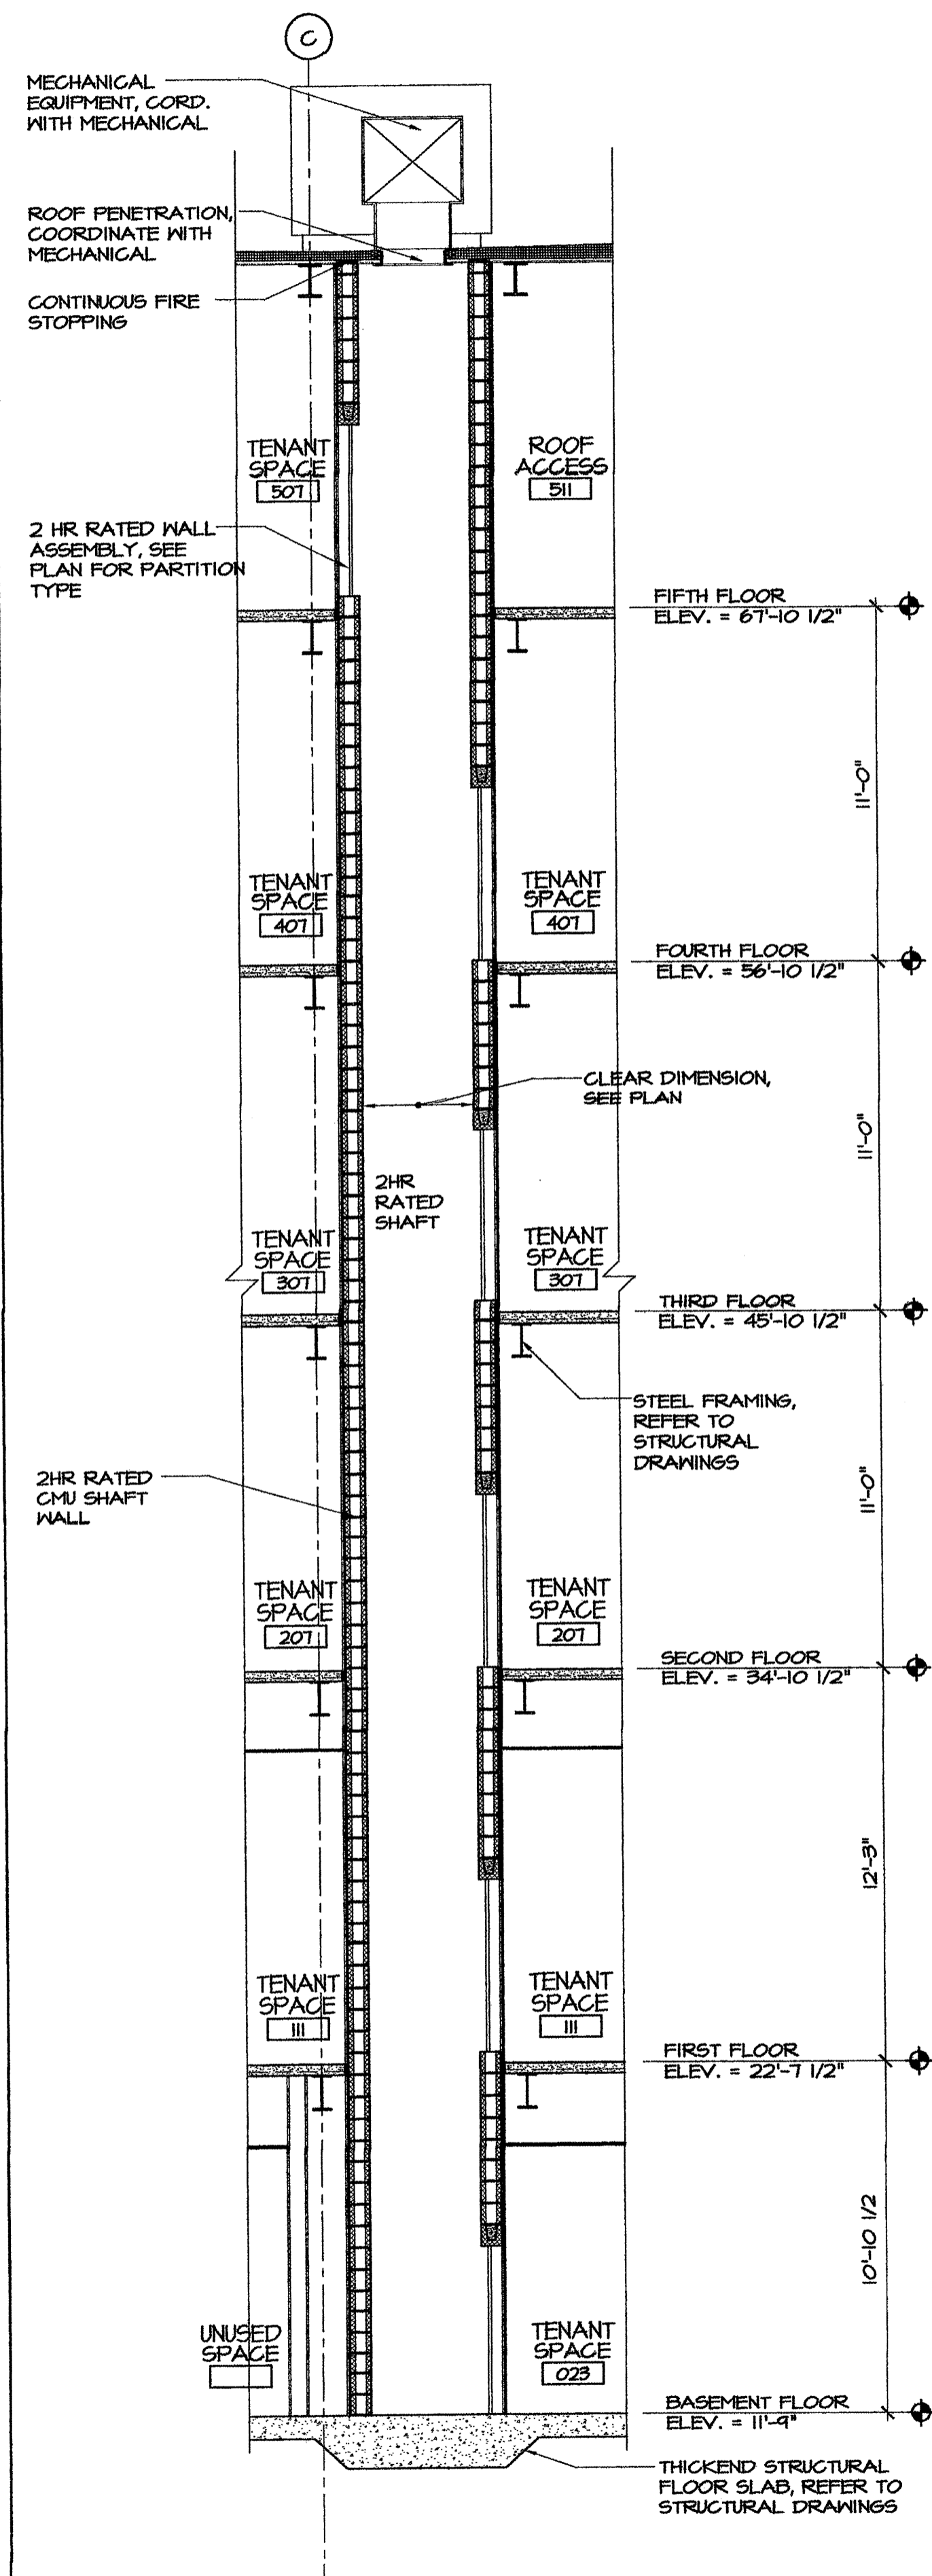 C
MECHANICAL
EQUIPMENT, CORD.
WITH MECHANICAL
ROOF PENETRATION,
COORDINATE WITH
MECHANICAL
CONTINUOUS FIRE
STOPPING
TENANT
SPACE
507
ROOF
ACCESS
511
2 HR RATED WALL
ASSEMBLY, SEE
PLAN FOR PARTITION
TYPE
FIFTH FLOOR
ELEV. = 67'-10 1/2"
11'-0"
TENANT
SPACE
407
TENANT
SPACE
407
FOURTH FLOOR
ELEV. = 56'-10 1/2"
CLEAR DIMENSION,
SEE PLAN
11'-0"
2HR
RATED
SHAFT
TENANT
SPACE
307
TENANT
SPACE
307
THIRD FLOOR
ELEV. = 45'-10 1/2"
STEEL FRAMING,
REFER TO
STRUCTURAL
DRAWINGS
11'-0"
2HR RATED
CMU SHAFT
WALL
TENANT
SPACE
207
TENANT
SPACE
207
SECOND FLOOR
ELEV. = 34'-10 1/2"
12'-3"
TENANT
SPACE
111
TENANT
SPACE
111
FIRST FLOOR
ELEV. = 22'-7 1/2"
10'-10 1/2
UNUSED
SPACE
TENANT
SPACE
023
BASEMENT FLOOR
ELEV. = 11'-9"
THICKEND STRUCTURAL
FLOOR SLAB, REFER TO
STRUCTURAL DRAWINGS